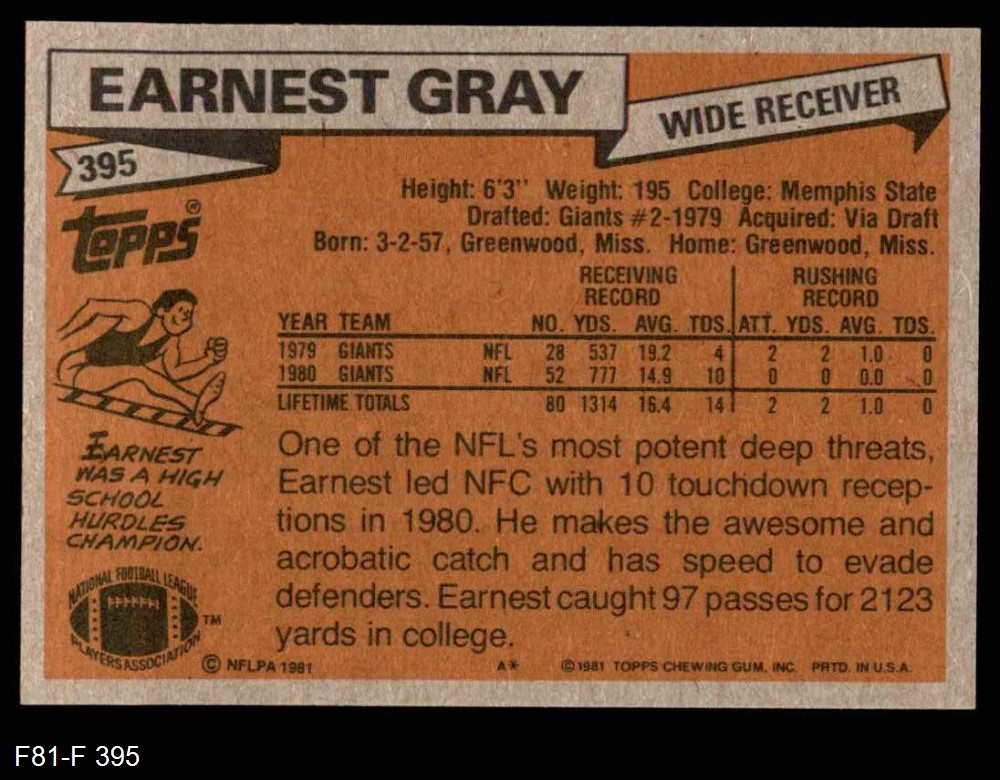 EARNEST GRAY
WIDE RECEIVER
395
TOPPS®
Height: 6'3" Weight: 195 College: Memphis State
Drafted: Giants #2-1979 Acquired: Via Draft
Born: 3-2-57, Greenwood, Miss. Home: Greenwood, Miss.
RECEIVING RECORD RUSHING RECORD
YEAR TEAM NO. YDS. AVG. TDS. ATT. YDS. AVG. TDS.
1979 GIANTS NFL 28 537 19.2 4 2 2 1.0 0
1980 GIANTS NFL 52 777 14.9 10 0 0 0.0 0
LIFETIME TOTALS 80 1314 16.4 14 2 2 1.0 0
EARNEST
WAS A HIGH
SCHOOL
HURDLES
CHAMPION.
One of the NFL's most potent deep threats,
Earnest led NFC with 10 touchdown recep-
tions in 1980. He makes the awesome and
acrobatic catch and has speed to evade
defenders. Earnest caught 97 passes for 2123
yards in college.
NATIONAL FOOTBALL LEAGUE
PLAYERS ASSOCIATION
TM
© NFLPA 1981 A* © 1981 TOPPS CHEWING GUM, INC. PRTD. IN U.S.A.
F81-F 395